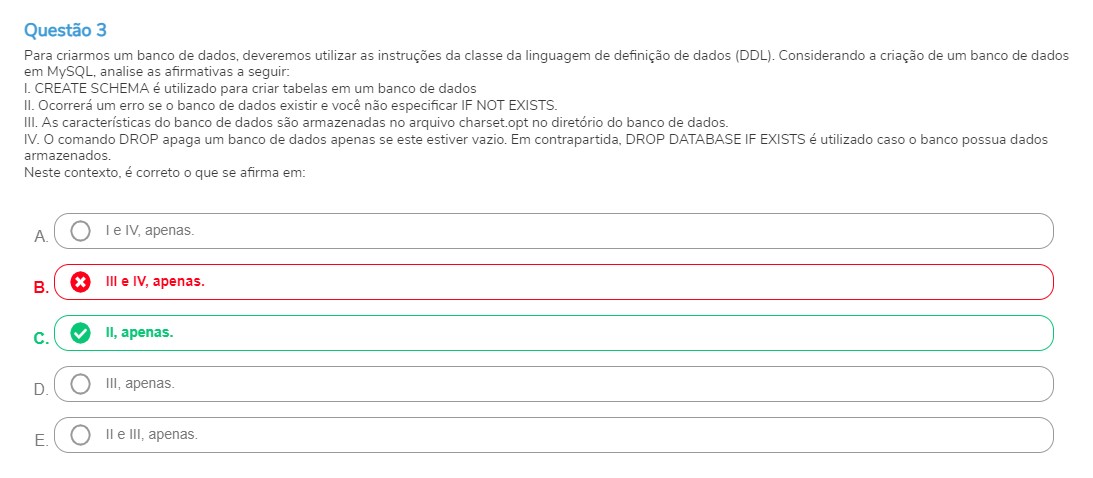 Questão 3
Para criarmos um banco de dados, deveremos utilizar as instruções da classe da linguagem de definição de dados (DDL). Considerando a criação de um banco de dados
em MySQL, analise as afirmativas a seguir:
I. CREATE SCHEMA é utilizado para criar tabelas em um banco de dados
II. Ocorrerá um erro se o banco de dados existir e você não especificar IF NOT EXISTS.
III. As características do banco de dados são armazenadas no arquivo charset.opt no diretório do banco de dados.
IV. O comando DROP apaga um banco de dados apenas se este estiver vazio. Em contrapartida, DROP DATABASE IF EXISTS é utilizado caso o banco possua dados
armazenados.
Neste contexto, é correto o que se afirma em:
A. I e IV, apenas.
B. III e IV, apenas.
C. II, apenas.
D. III, apenas.
E. II e III, apenas.